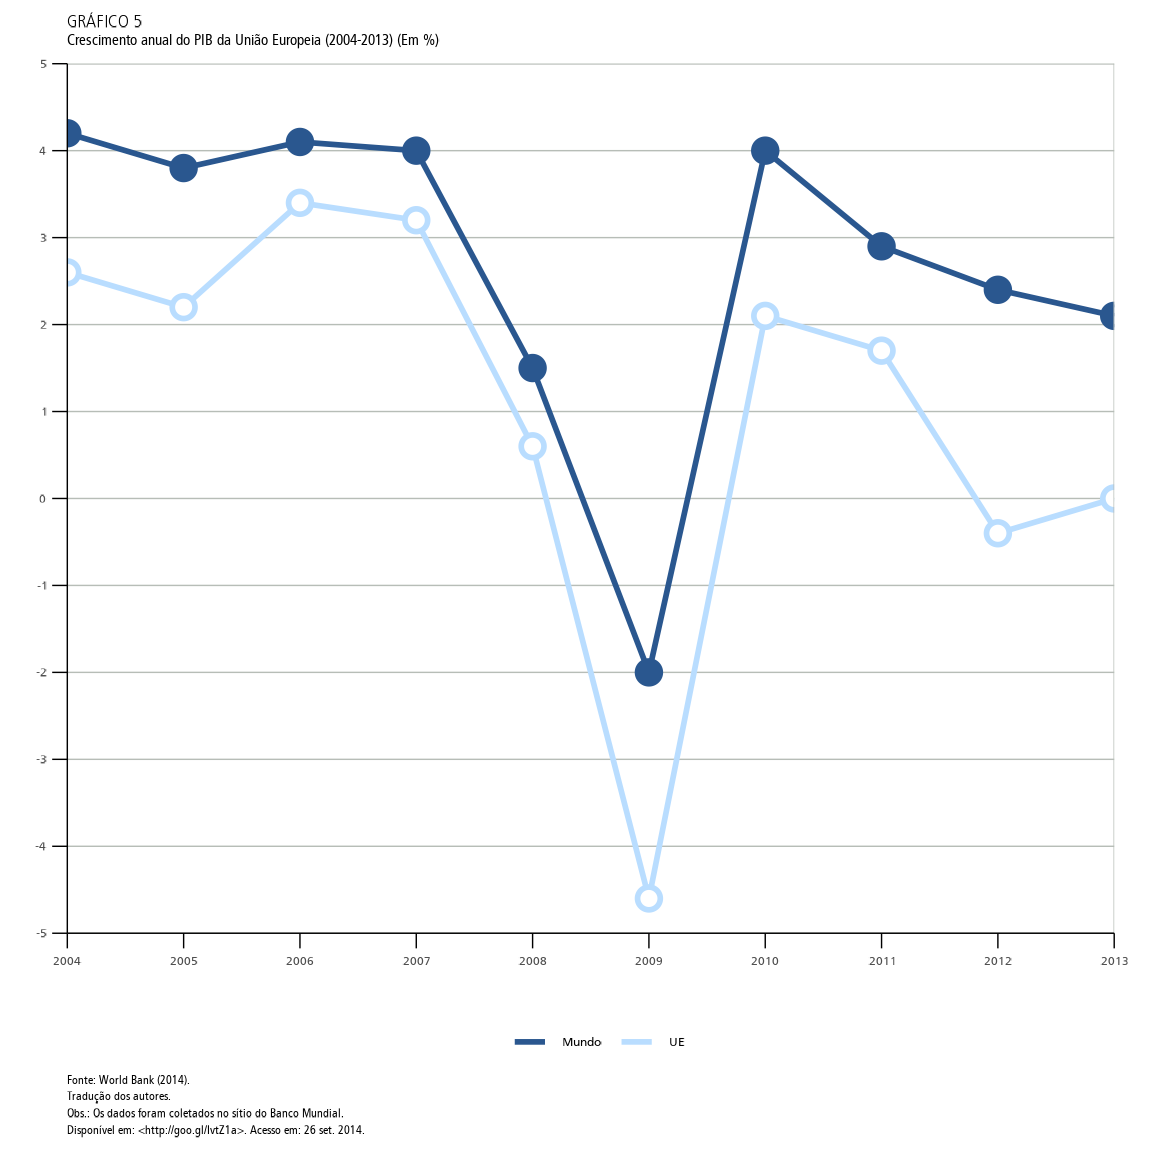 GRÁFICO 5
Crescimento anual do PIB da União Europeia (2004-2013) (Em %)
5
4
3
2
1
0
-1
-2
-3
-4
-5
2004 2005 2006 2007 2008 2009 2010 2011 2012 2013
Mundo UE
Fonte: World Bank (2014).
Tradução dos autores.
Obs.: Os dados foram coletados no sítio do Banco Mundial.
Disponível em: <http://goo.gl/lvtZ1a>. Acesso em: 26 set. 2014.